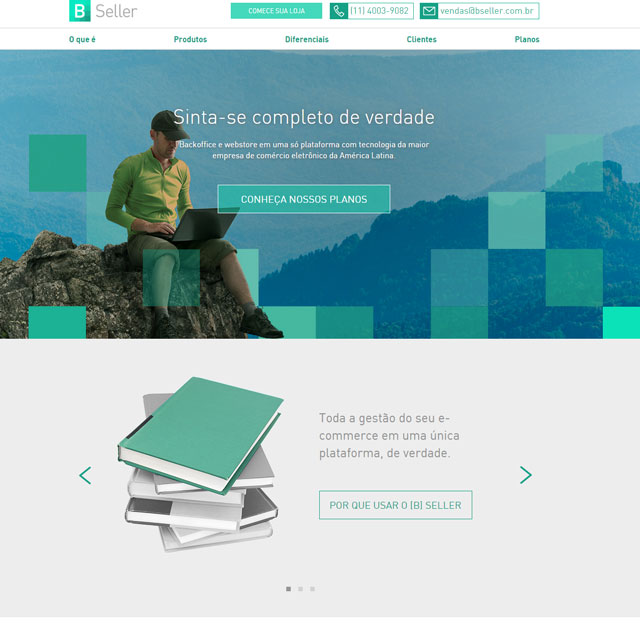 B Seller
COMECE SUA LOJA
(11) 4003-9082
vendas@bseller.com.br
O que é
Produtos
Diferenciais
Clientes
Planos
Sinta-se completo de verdade
Backoffice e webstore em uma só plataforma com tecnologia da maior
empresa de comércio eletrônico da América Latina.
CONHEÇA NOSSOS PLANOS
Toda a gestão do seu e-
commerce em uma única
plataforma, de verdade.
POR QUE USAR O |B| SELLER